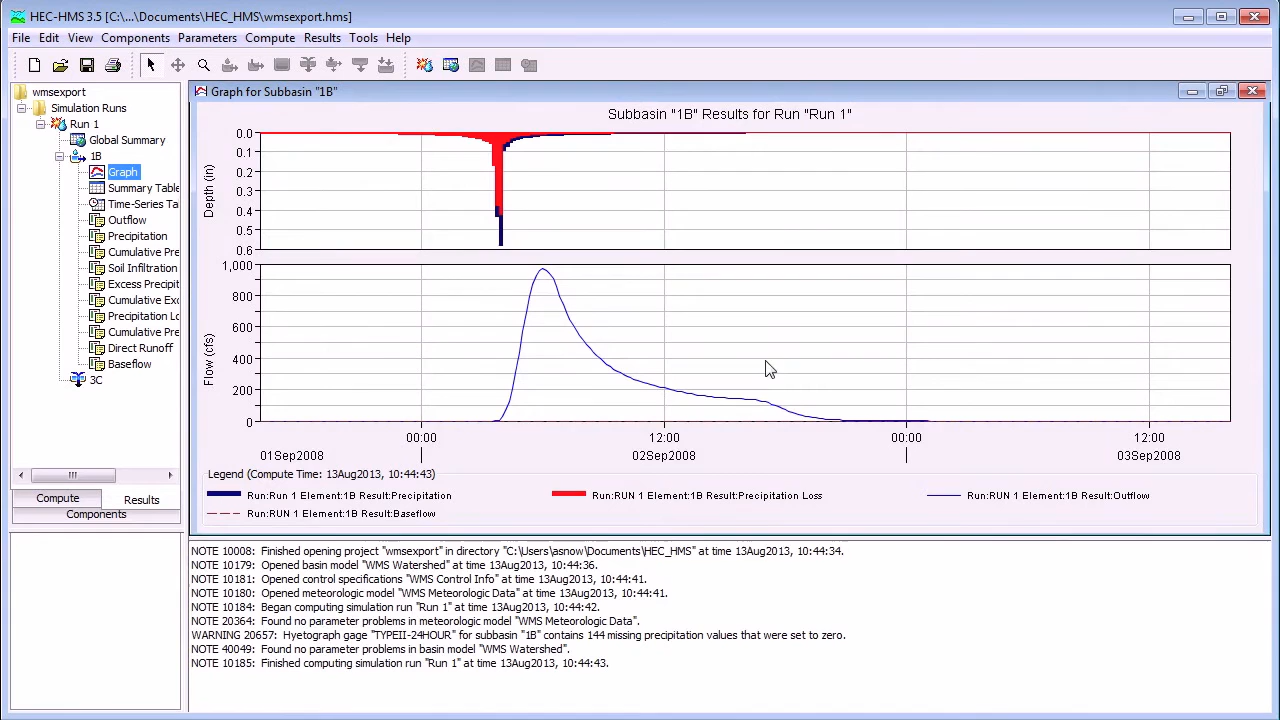 HEC-HMS 3.5 [C:\...\Documents\HEC_HMS\wmsexport.hms]
File Edit View Components Parameters Compute Results Tools Help
wmsexport
Simulation Runs
Run 1
Global Summary
1B
Graph
Summary Table
Time-Series Ta
Outflow
Precipitation
Cumulative Pre
Soil Infiltration
Excess Precipit
Cumulative Exc
Precipitation Lo
Cumulative Pre
Direct Runoff
Baseflow
3C
Compute Results
Components
Graph for Subbasin "1B"
Subbasin "1B" Results for Run "Run 1"
Depth (in)
0.0
0.1
0.2
0.3
0.4
0.5
0.6
Flow (cfs)
1,000
800
600
400
200
0
00:00 12:00 00:00 12:00
01Sep2008 02Sep2008 03Sep2008
Legend (Compute Time: 13Aug2013, 10:44:43)
Run:Run 1 Element:1B Result:Precipitation Run:RUN 1 Element:1B Result:Precipitation Loss Run:RUN 1 Element:1B Result:Outflow
Run:RUN 1 Element:1B Result:Baseflow
NOTE 10008: Finished opening project "wmsexport" in directory "C:\Users\asnow\Documents\HEC_HMS" at time 13Aug2013, 10:44:34.
NOTE 10179: Opened basin model "WMS Watershed" at time 13Aug2013, 10:44:36.
NOTE 10181: Opened control specifications "WMS Control Info" at time 13Aug2013, 10:44:41.
NOTE 10180: Opened meteorologic model "WMS Meteorologic Data" at time 13Aug2013, 10:44:41.
NOTE 10184: Began computing simulation run "Run 1" at time 13Aug2013, 10:44:42.
NOTE 20364: Found no parameter problems in meteorologic model "WMS Meteorologic Data".
WARNING 20657: Hyetograph gage "TYPEII-24HOUR" for subbasin "1B" contains 144 missing precipitation values that were set to zero.
NOTE 40049: Found no parameter problems in basin model "WMS Watershed".
NOTE 10185: Finished computing simulation run "Run 1" at time 13Aug2013, 10:44:43.